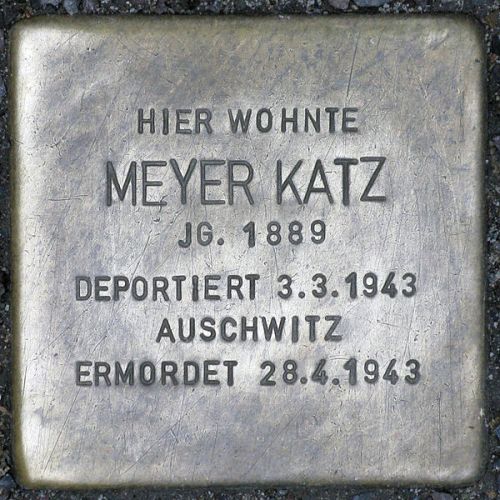 HIER WOHNTE
MEYER KATZ
JG. 1889
DEPORTIERT 3.3.1943
AUSCHWITZ
ERMORDET 28.4.1943